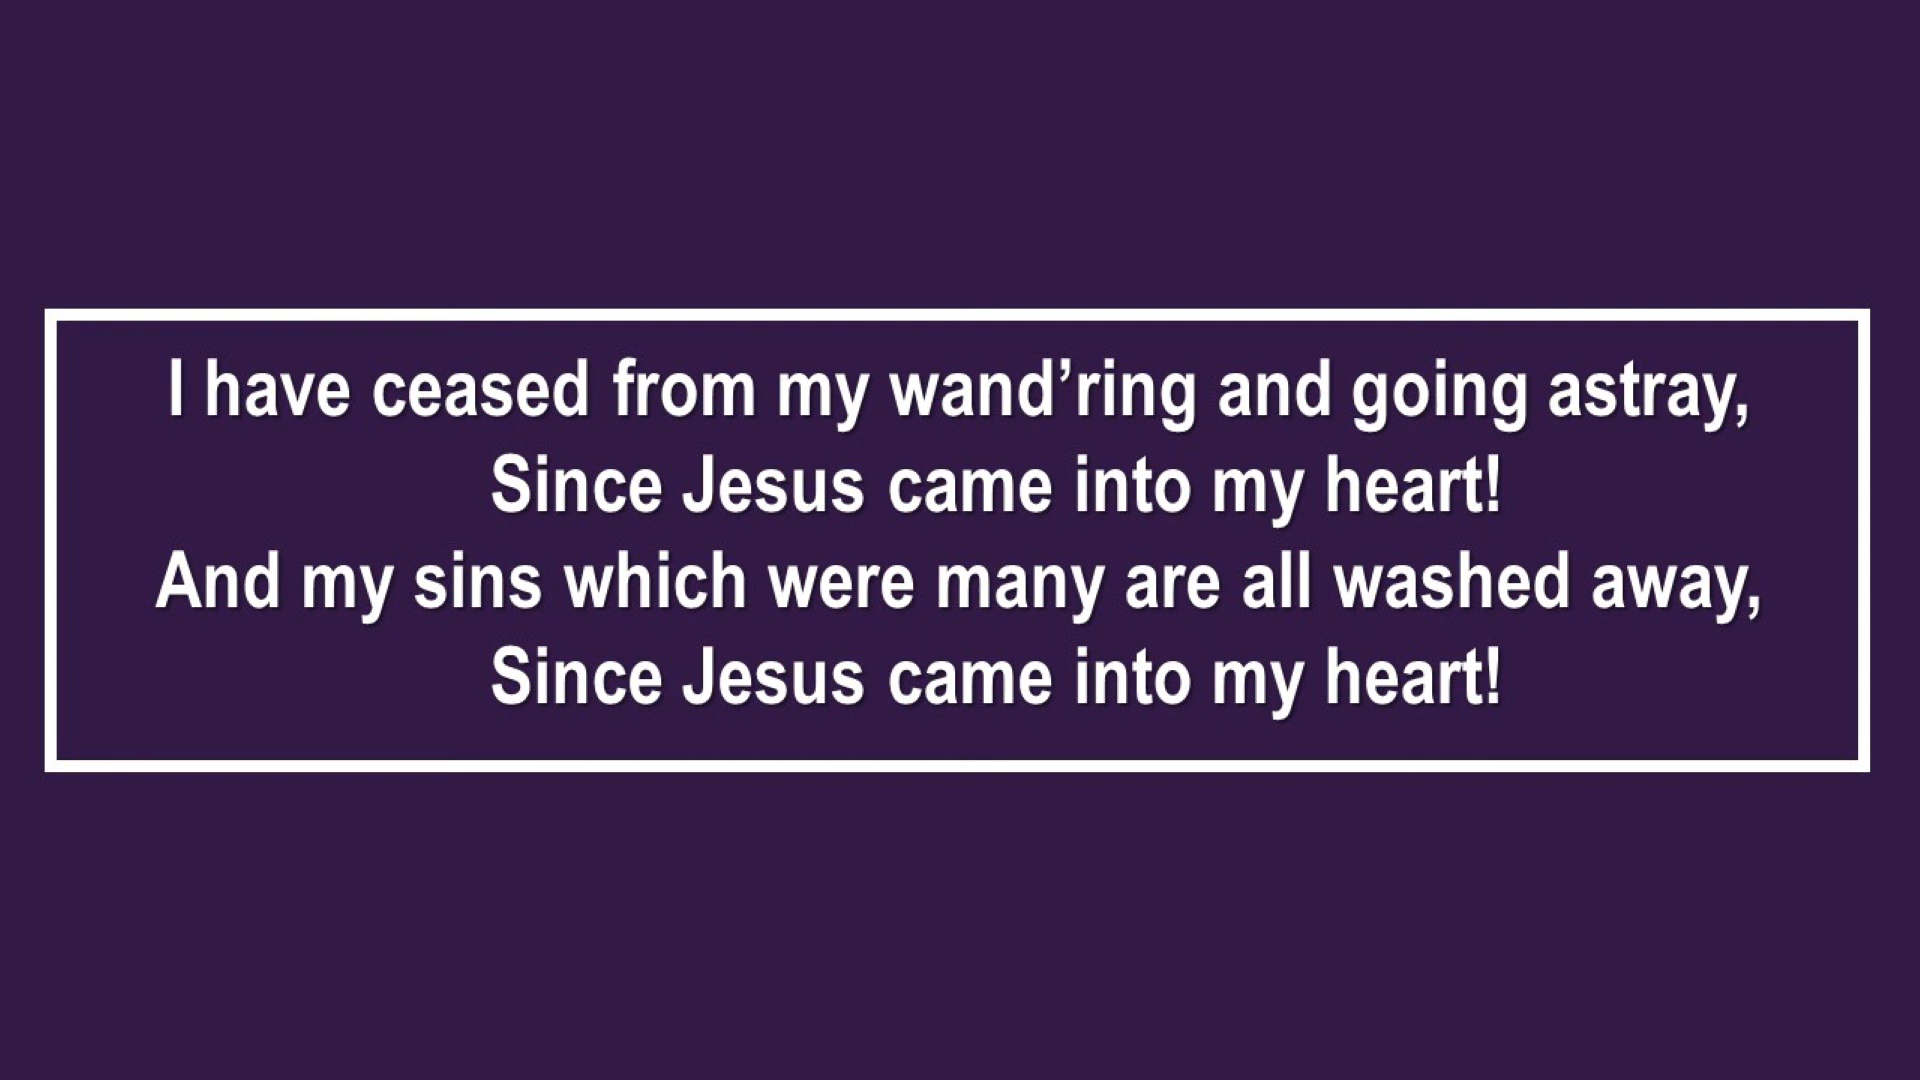 I have ceased from my wand’ring and going astray,
Since Jesus came into my heart!
And my sins which were many are all washed away,
Since Jesus came into my heart!